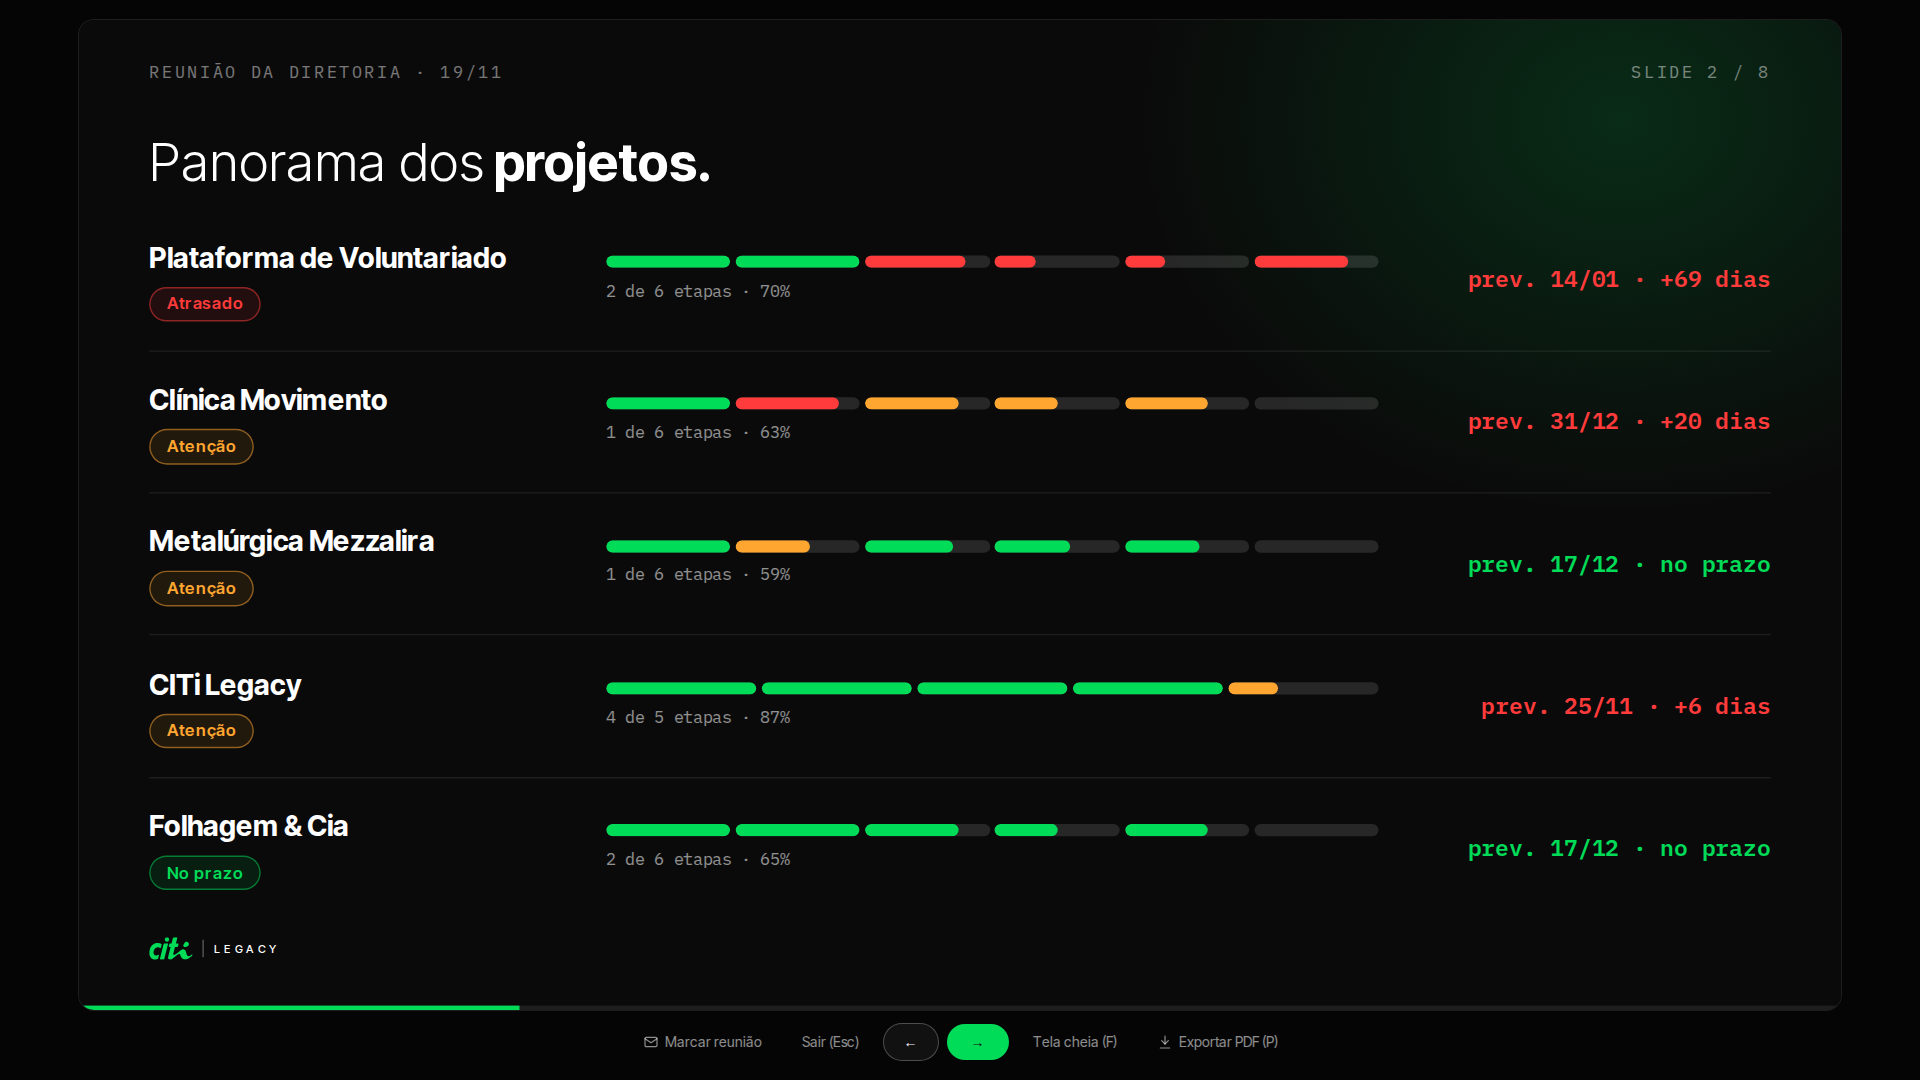 REUNIÃO DA DIRETORIA · 19/11
SLIDE 2 / 8
Panorama dos projetos.
Plataforma de Voluntariado
Atrasado
2 de 6 etapas · 70%
prev. 14/01 · +69 dias
Clínica Movimento
Atenção
1 de 6 etapas · 63%
prev. 31/12 · +20 dias
Metalúrgica Mezzalira
Atenção
1 de 6 etapas · 59%
prev. 17/12 · no prazo
CITi Legacy
Atenção
4 de 5 etapas · 87%
prev. 25/11 · +6 dias
Folhagem & Cia
No prazo
2 de 6 etapas · 65%
prev. 17/12 · no prazo
citi | LEGACY
Marcar reunião
Sair (Esc)
←
→
Tela cheia (F)
Exportar PDF (P)